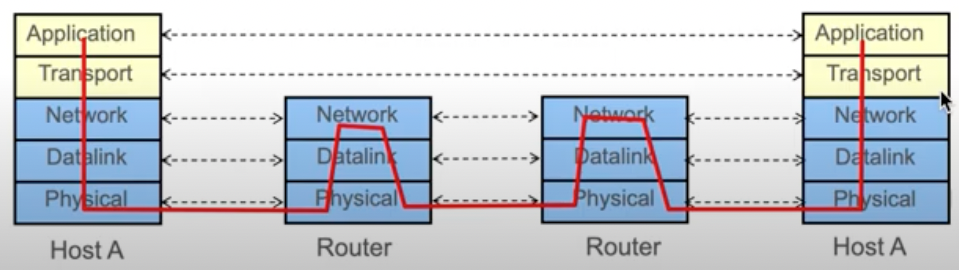 Application
Transport
Network
Datalink
Physical
Host A
Network
Datalink
Physical
Router
Network
Datalink
Physical
Router
Application
Transport
Network
Datalink
Physical
Host A